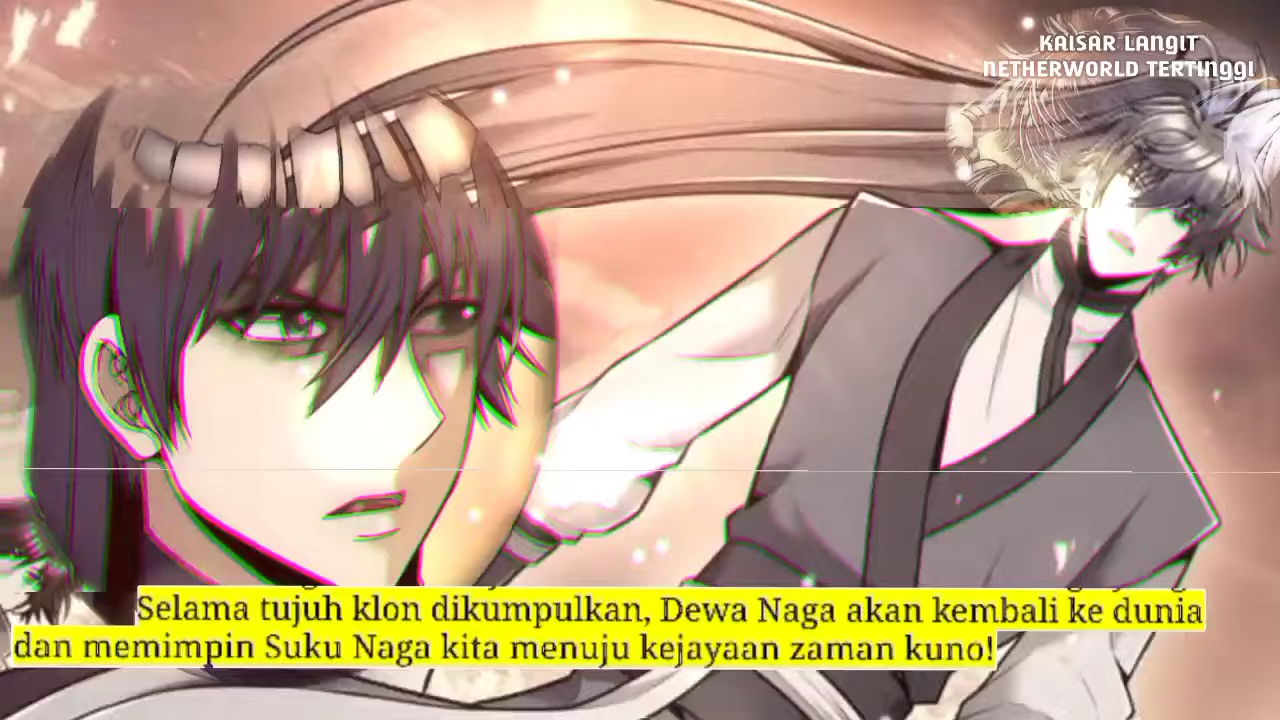 KAISAR LANGIT
NETHERWORLD TERTINGGI
Selama tujuh klon dikumpulkan, Dewa Naga akan kembali ke dunia
dan memimpin Suku Naga kita menuju kejayaan zaman kuno!